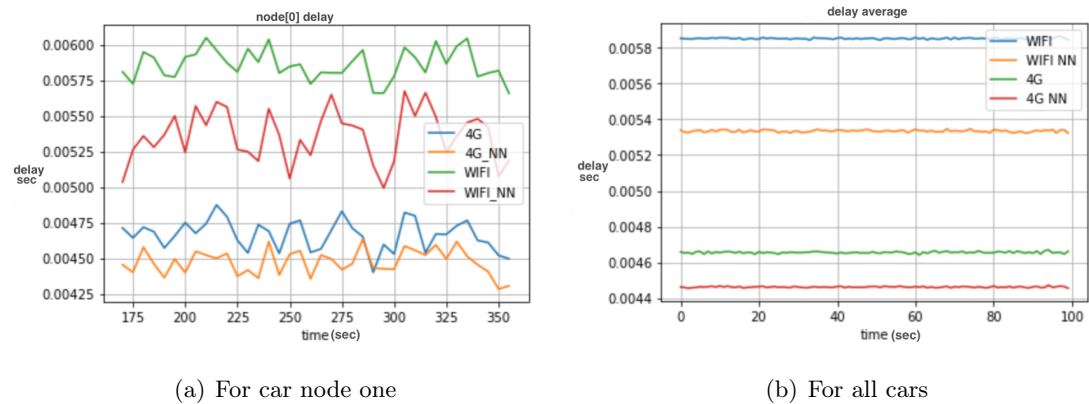 node[0] delay
0.00600
0.00575
0.00550
0.00525
0.00500
0.00475
0.00450
0.00425
delay
sec
4G
4G_NN
WIFI
WIFI_NN
175 200 225 250 275 300 325 350
time (sec)
(a) For car node one
delay average
0.0058
0.0056
0.0054
0.0052
0.0050
0.0048
0.0046
0.0044
delay
sec
WIFI
WIFI NN
4G
4G NN
0 20 40 60 80 100
time (sec)
(b) For all cars